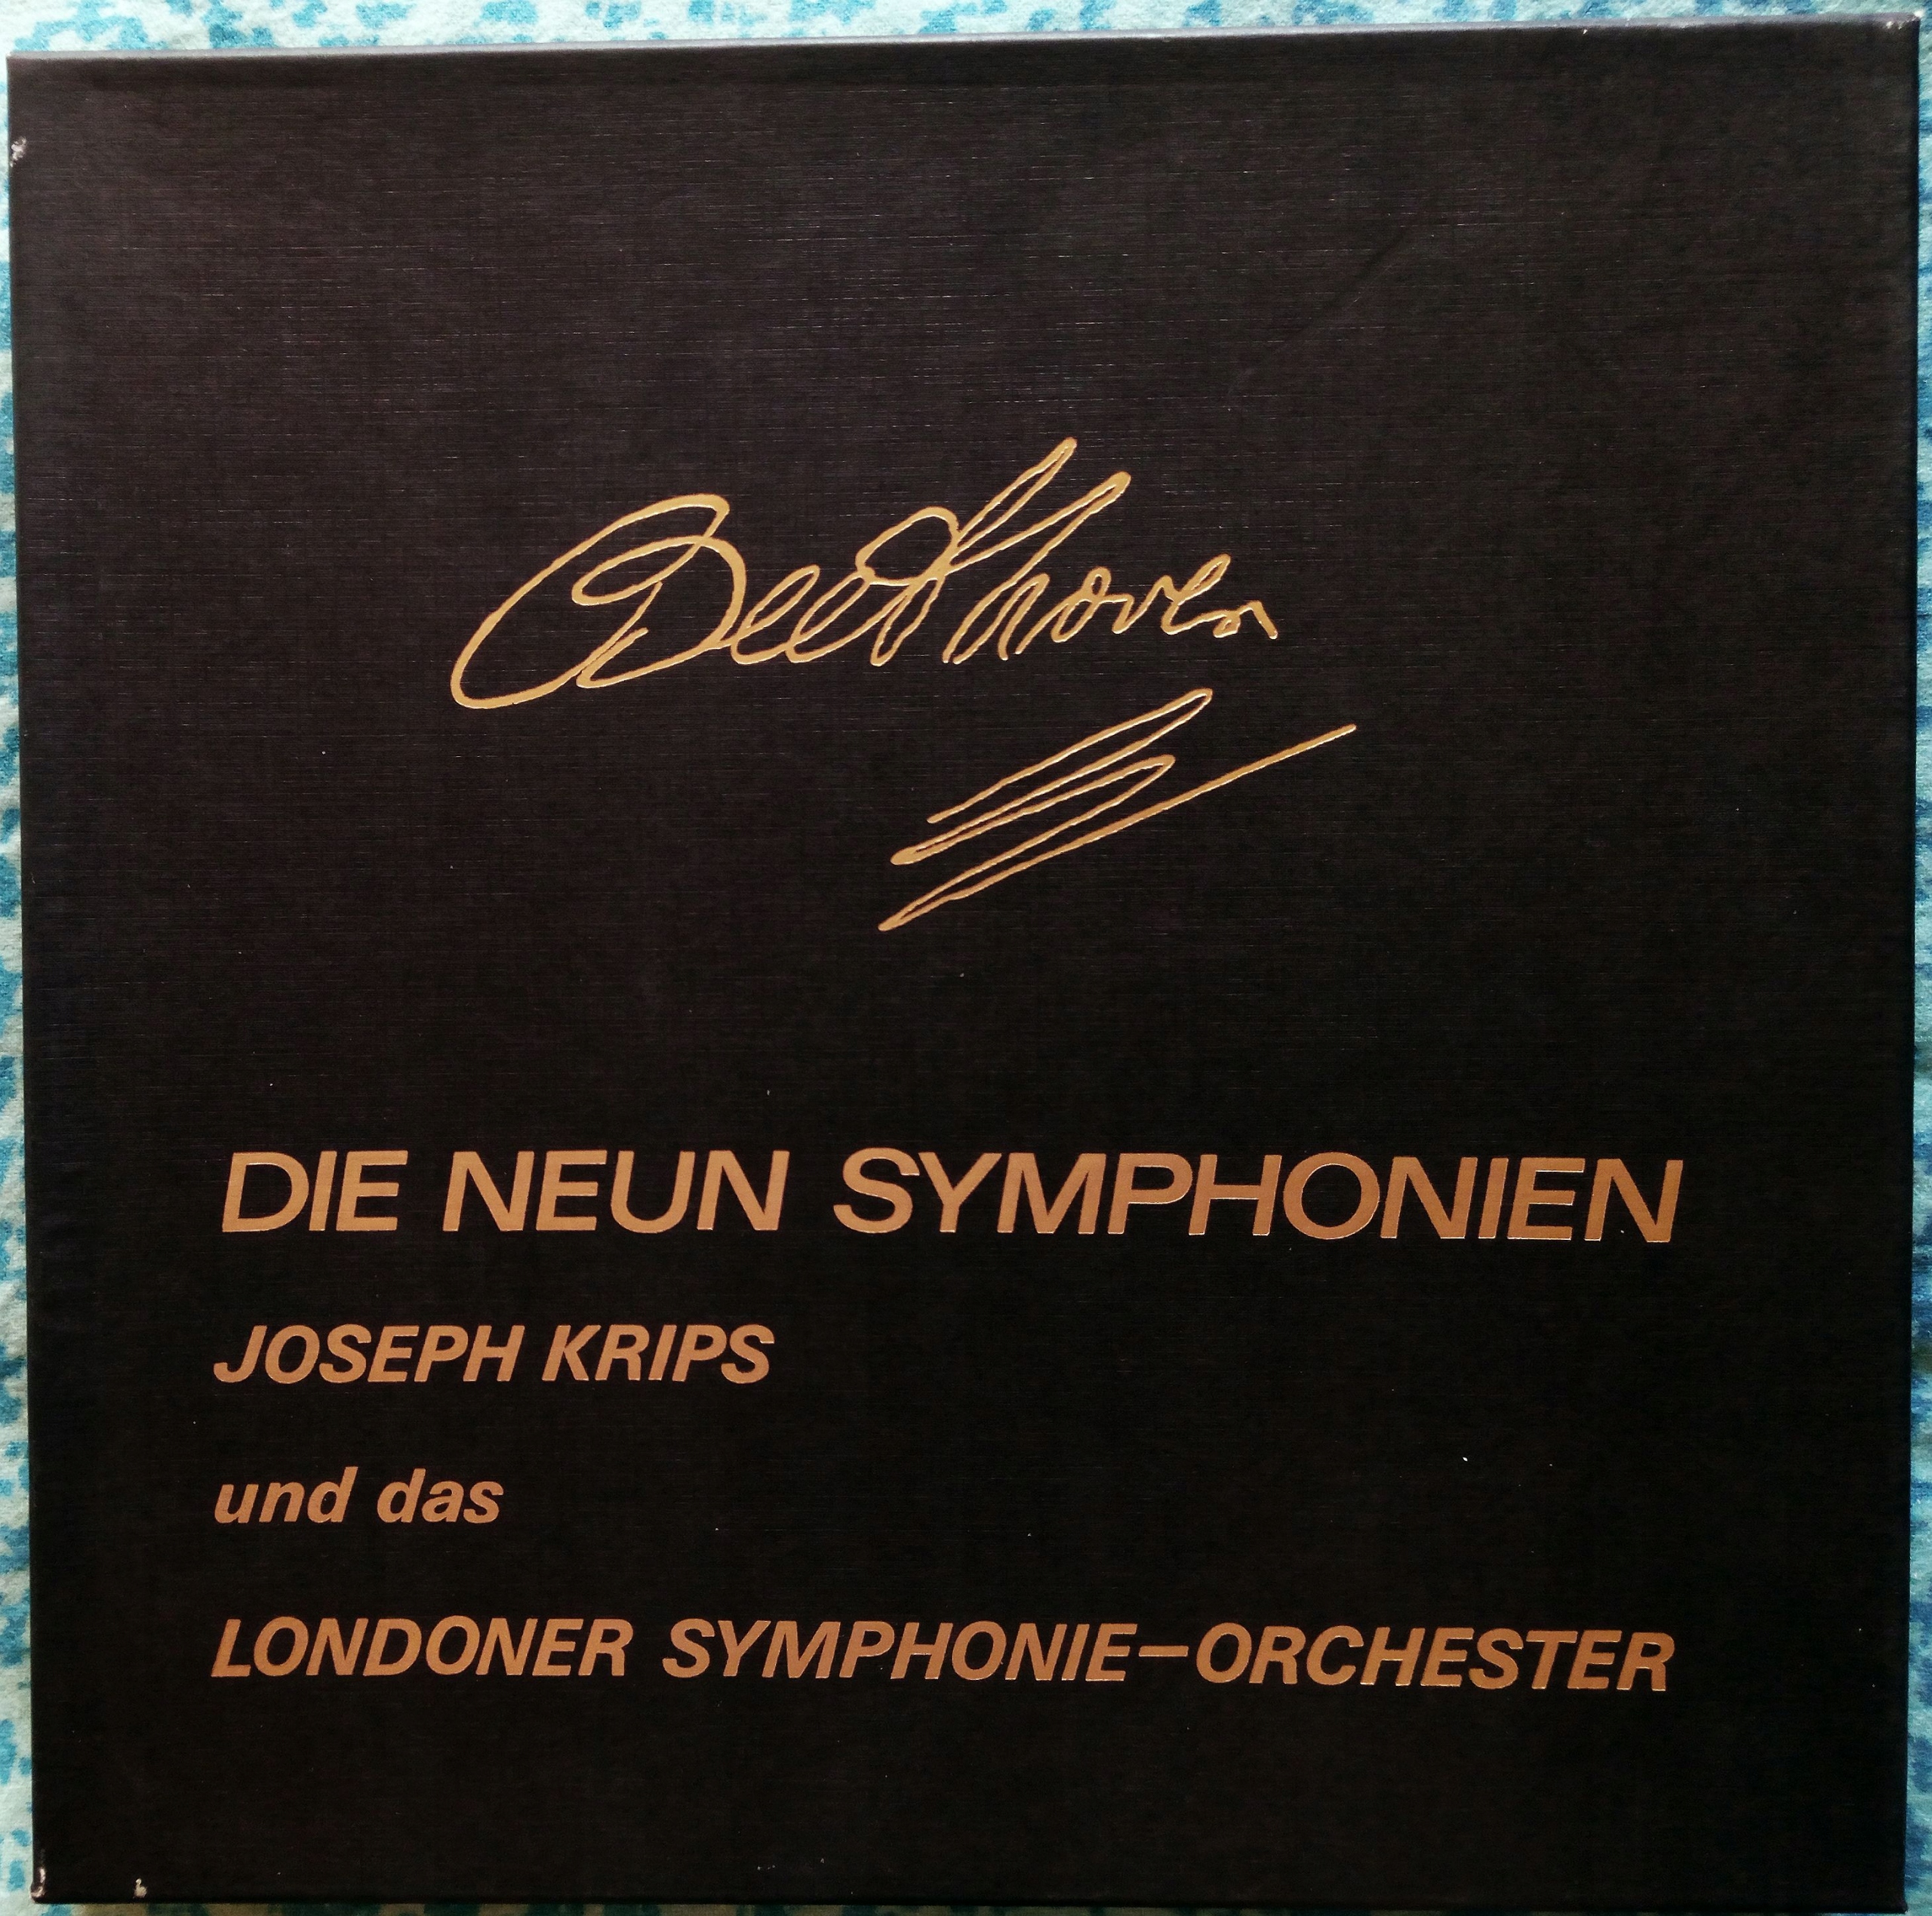 Beethoven
DIE NEUN SYMPHONIEN
JOSEPH KRIPS
und das
LONDONER SYMPHONIE-ORCHESTER